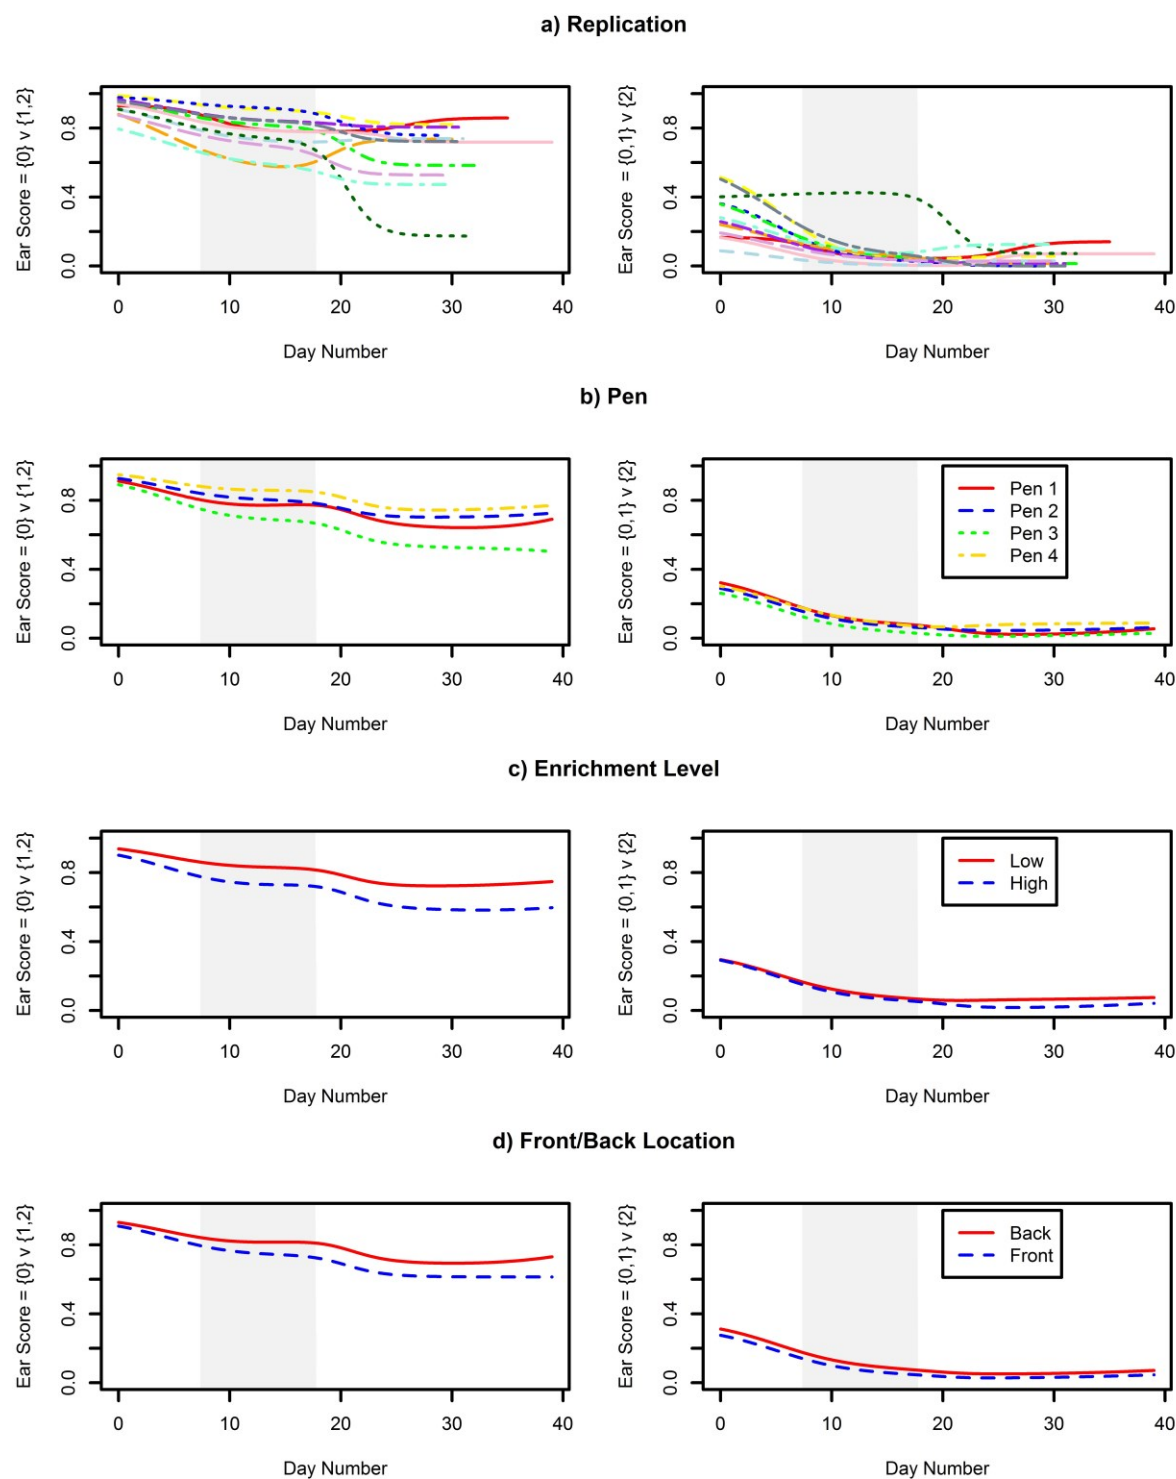 a) Replication
Ear Score = {0} v {1,2}
0.0 0.4 0.8
0 10 20 30 40
Day Number
Ear Score = {0,1} v {2}
0.0 0.4 0.8
0 10 20 30 40
Day Number
b) Pen
Ear Score = {0} v {1,2}
0.0 0.4 0.8
0 10 20 30 40
Day Number
Ear Score = {0,1} v {2}
0.0 0.4 0.8
Pen 1
Pen 2
Pen 3
Pen 4
0 10 20 30 40
Day Number
c) Enrichment Level
Ear Score = {0} v {1,2}
0.0 0.4 0.8
0 10 20 30 40
Day Number
Ear Score = {0,1} v {2}
0.0 0.4 0.8
Low
High
0 10 20 30 40
Day Number
d) Front/Back Location
Ear Score = {0} v {1,2}
0.0 0.4 0.8
0 10 20 30 40
Day Number
Ear Score = {0,1} v {2}
0.0 0.4 0.8
Back
Front
0 10 20 30 40
Day Number